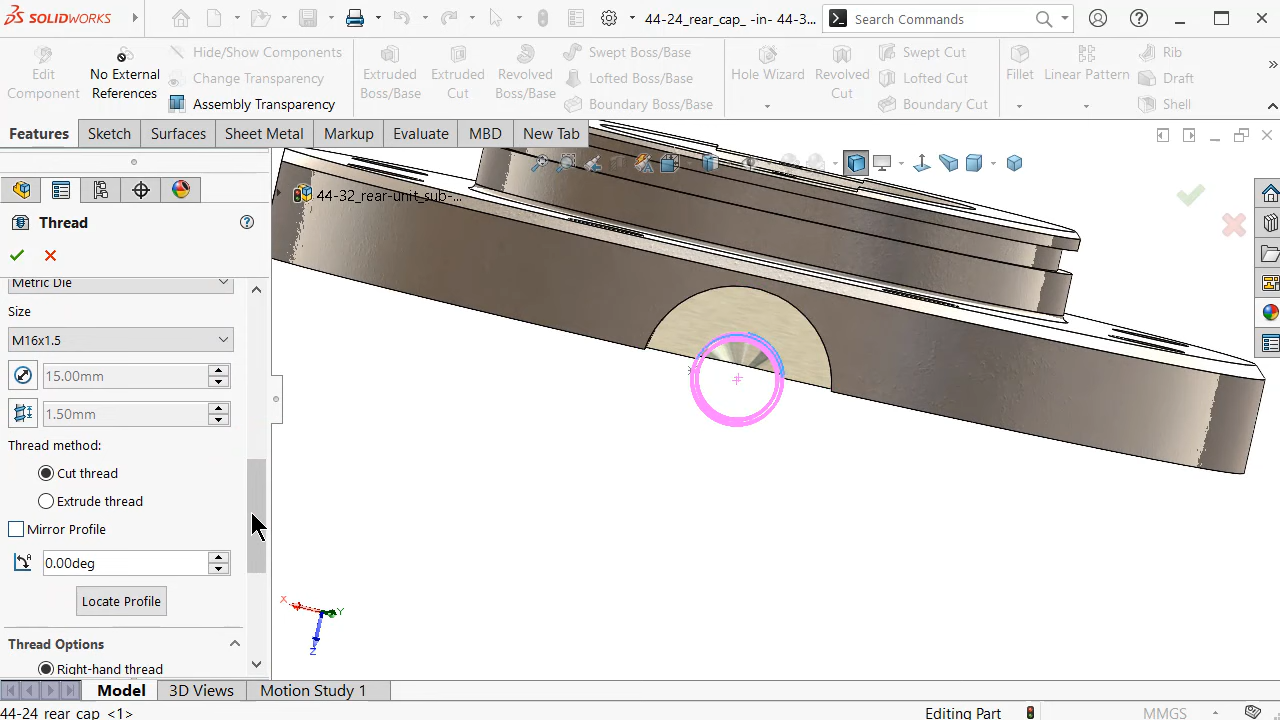 SOLIDWORKS
44-24_rear_cap_ -in- 44-3...
Search Commands
Edit Component
No External References
Hide/Show Components
Change Transparency
Assembly Transparency
Extruded Boss/Base
Extruded Cut
Revolved Boss/Base
Swept Boss/Base
Lofted Boss/Base
Boundary Boss/Base
Hole Wizard
Revolved Cut
Swept Cut
Lofted Cut
Boundary Cut
Fillet
Linear Pattern
Rib
Draft
Shell
Features
Sketch
Surfaces
Sheet Metal
Markup
Evaluate
MBD
New Tab
44-32_rear-unit_sub-...
Thread
Metric Die
Size
M16x1.5
15.00mm
1.50mm
Thread method:
Cut thread
Extrude thread
Mirror Profile
0.00deg
Locate Profile
Thread Options
Right-hand thread
X
Y
Z
Model
3D Views
Motion Study 1
44-24_rear_cap_<1>
Editing Part
MMGS